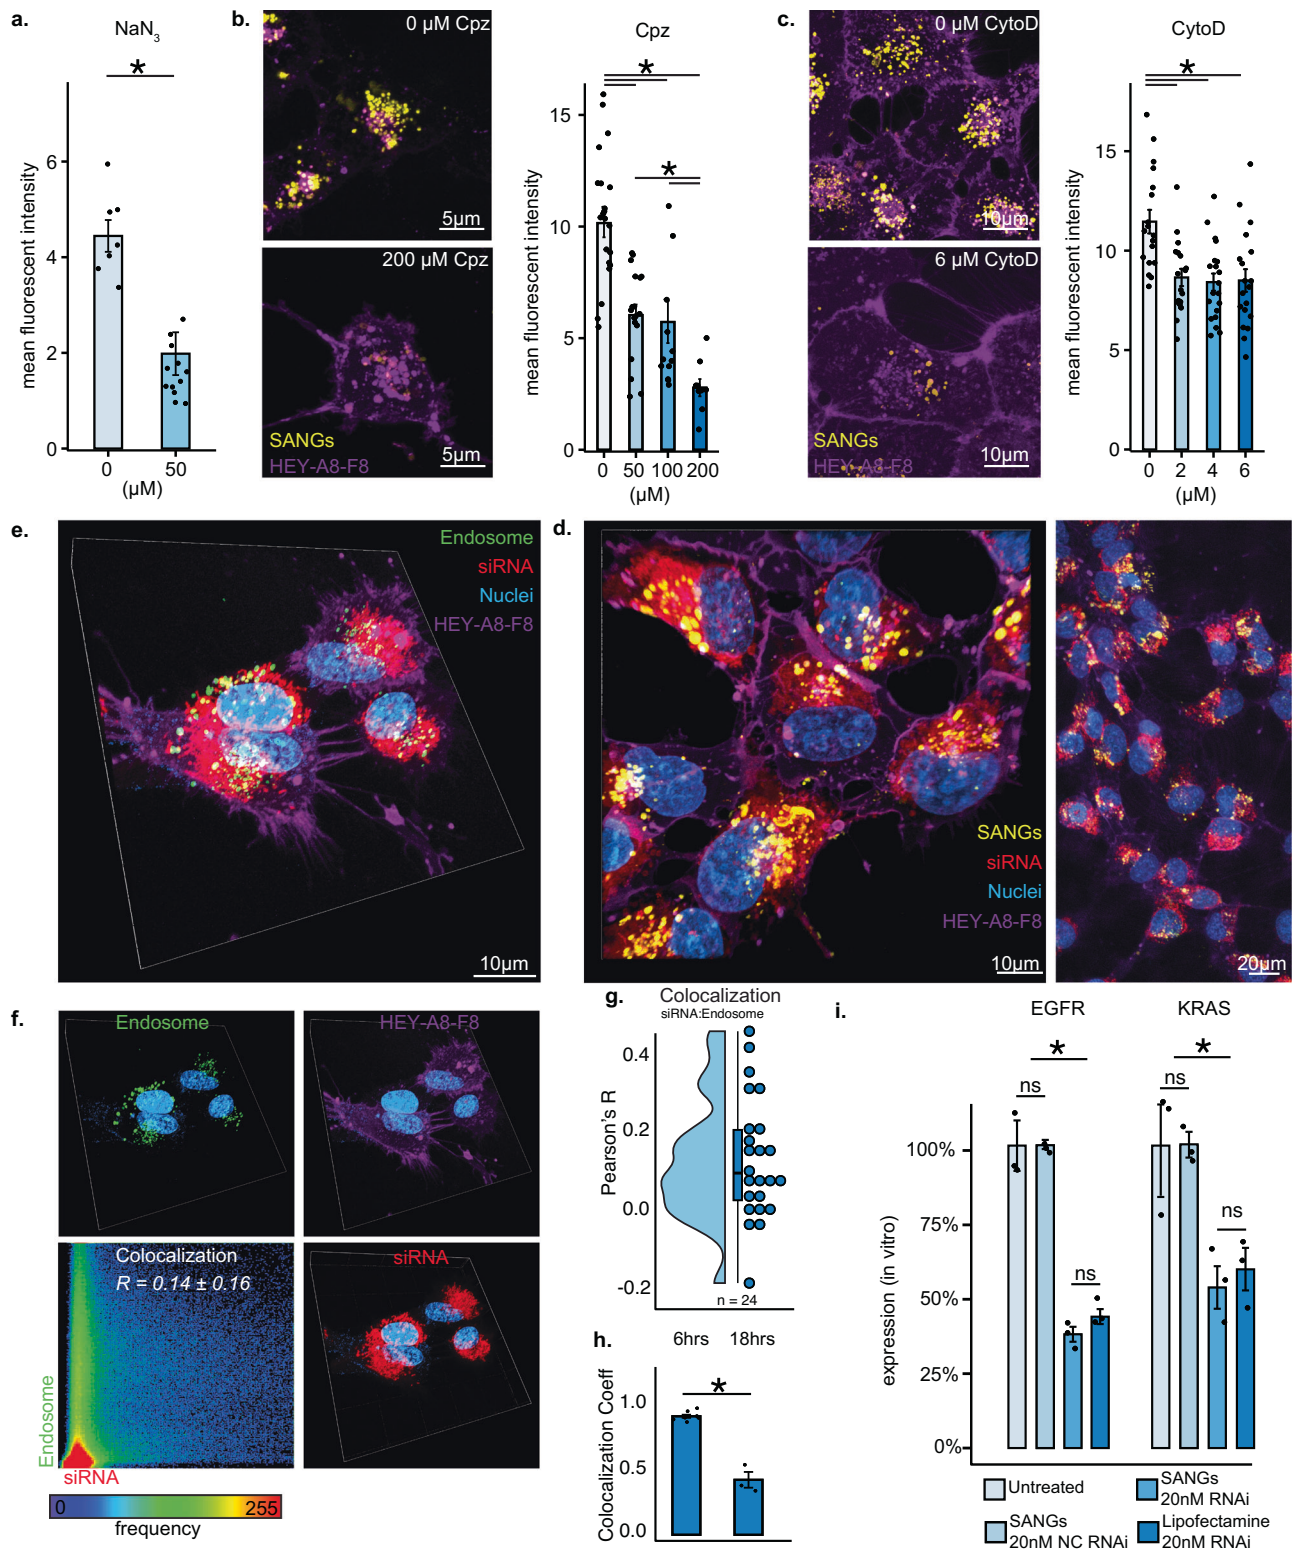 a.
NaN3
*
mean fluorescent intensity
6
4
2
0
0 50
(µM)
b.
0 µM Cpz
5µm
200 µM Cpz
SANGs
HEY-A8-F8
5µm
Cpz
*
*
mean fluorescent intensity
15
10
5
0
0 50 100 200
(µM)
c.
0 µM CytoD
10µm
6 µM CytoD
SANGs
HEY-A8-F8
10µm
CytoD
*
mean fluorescent intensity
15
10
5
0
0 2 4 6
(µM)
e.
Endosome
siRNA
Nuclei
HEY-A8-F8
10µm
d.
SANGs
siRNA
Nuclei
HEY-A8-F8
10µm
20µm
f.
Endosome
HEY-A8-F8
Colocalization
R = 0.14 ± 0.16
siRNA
Endosome
siRNA
0 255
frequency
g.
Colocalization
siRNA:Endosome
Pearson's R
0.4
0.2
0.0
-0.2
n = 24
h.
6hrs 18hrs
*
Colocalization Coeff
1.0
0.5
0.0
i.
EGFR KRAS
* *
ns ns
ns ns
expression (in vitro)
100%
75%
50%
25%
0%
Untreated
SANGs
20nM NC RNAi
SANGs
20nM RNAi
Lipofectamine
20nM RNAi